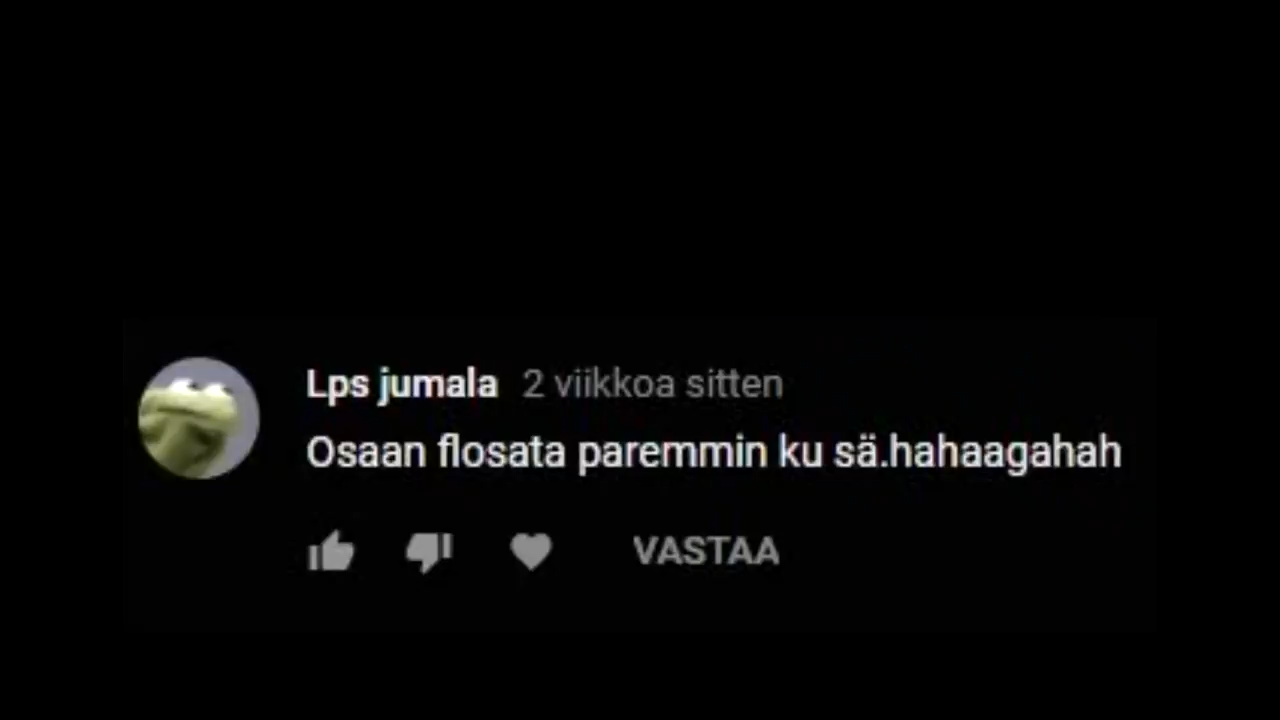 Lps jumala 2 viikkoa sitten
Osaan flosata paremmin ku sä.hahaagahah
VASTAA